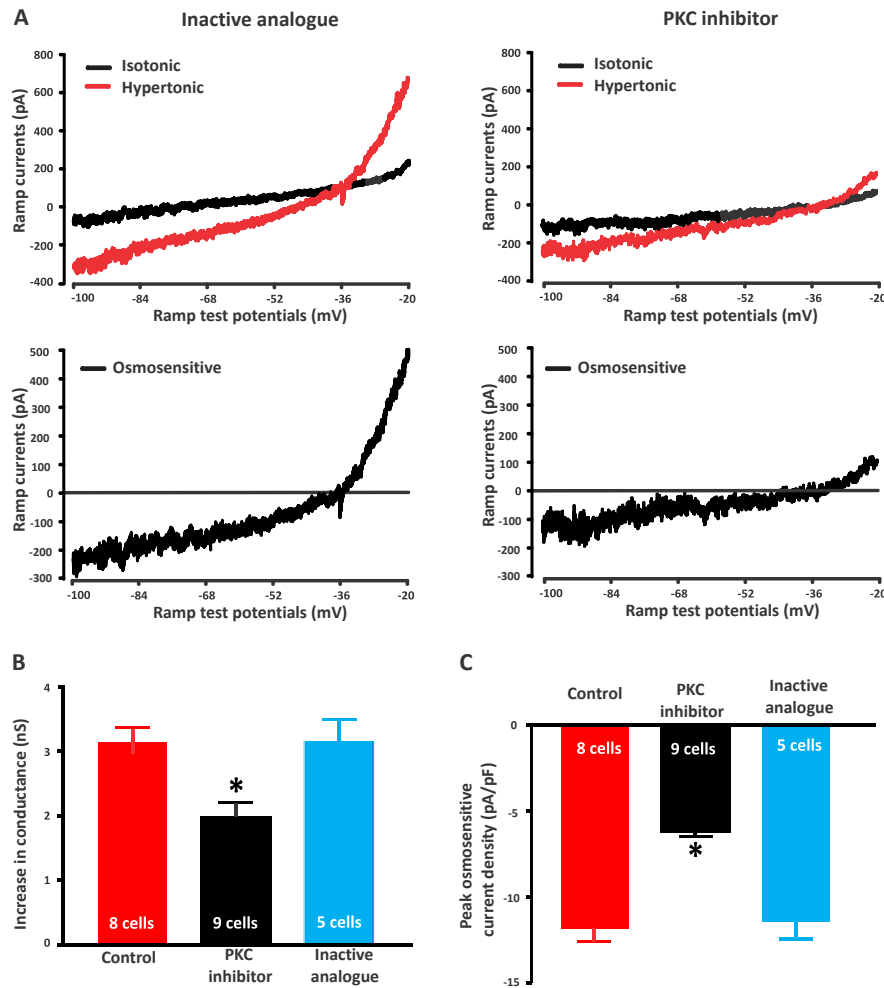 A
Inactive analogue
PKC inhibitor
Isotonic
Hypertonic
Ramp currents (pA)
800
600
400
200
0
-200
-400
-100 -84 -68 -52 -36 -20
Ramp test potentials (mV)
Isotonic
Hypertonic
Ramp currents (pA)
800
600
400
200
0
-200
-400
-100 -84 -68 -52 -36 -20
Ramp test potentials (mV)
Osmosensitive
Ramp currents (pA)
500
400
300
200
100
0
-100
-200
-300
-100 -84 -68 -52 -36 -20
Ramp test potentials (mV)
Osmosensitive
Ramp currents (pA)
500
400
300
200
100
0
-100
-200
-300
-100 -84 -68 -52 -36 -20
Ramp test potentials (mV)
B
Increase in conductance (nS)
4
3
2
1
0
*
8 cells
9 cells
5 cells
Control
PKC
inhibitor
Inactive
analogue
C
Control
PKC
inhibitor
Inactive
analogue
Peak osmosensitive
current density (pA/pF)
0
-5
-10
-15
8 cells
9 cells
5 cells
*